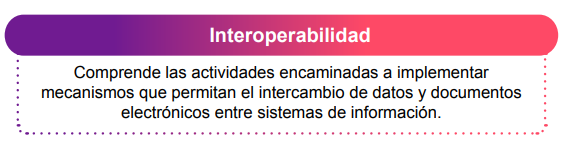 Interoperabilidad
Comprende las actividades encaminadas a implementar
mecanismos que permitan el intercambio de datos y documentos
electrónicos entre sistemas de información.